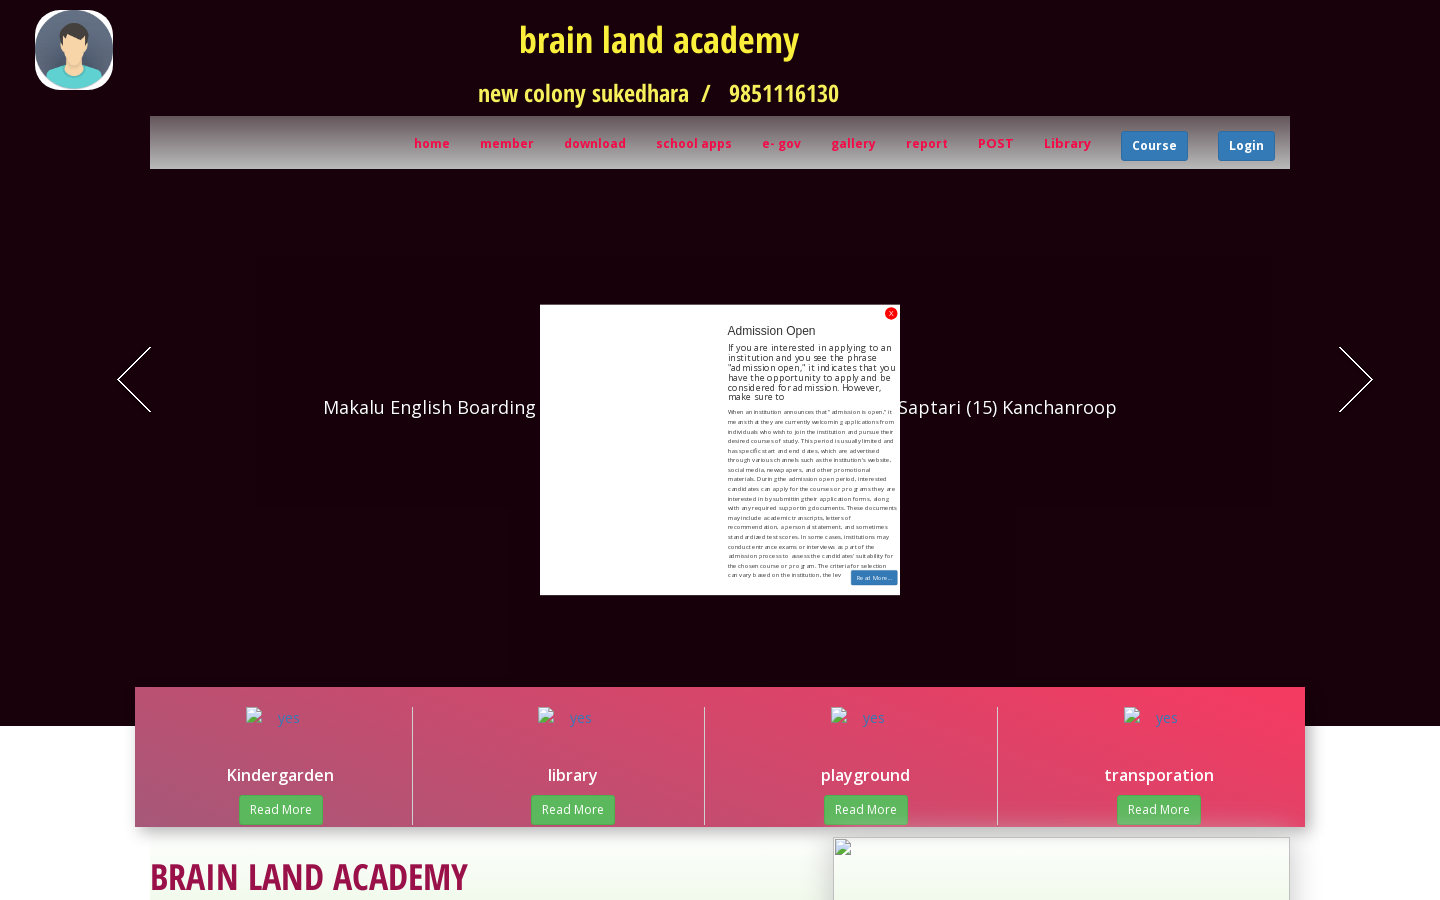 brain land academy
new colony sukedhara / 9851116130
home member download school apps e- gov gallery report POST Library Course Login
X
Admission Open
If you are interested in applying to an
institution and you see the phrase
"admission open," it indicates that you
have the opportunity to apply and be
considered for admission. However,
make sure to
Makalu English Boarding
Saptari (15) Kanchanroop
When an institution announces that "admission is open," it
means that they are currently welcoming applications from
individuals who wish to join the institution and pursue their
desired courses of study. This period is usually limited and
has specific start and end dates, which are advertised
through various channels such as the institution's website,
social media, newspapers, and other promotional
materials. During the admission open period, interested
candidates can apply for the courses or programs they are
interested in by submitting their application forms, along
with any required supporting documents. These documents
may include academic transcripts, letters of
recommendation, a personal statement, and sometimes
standardized test scores. In some cases, institutions may
conduct entrance exams or interviews as part of the
admission process to assess the candidates' suitability for
the chosen course or program. The criteria for selection
can vary based on the institution, the lev
Read More...
yes yes yes yes
Kindergarden library playground transporation
Read More Read More Read More Read More
BRAIN LAND ACADEMY